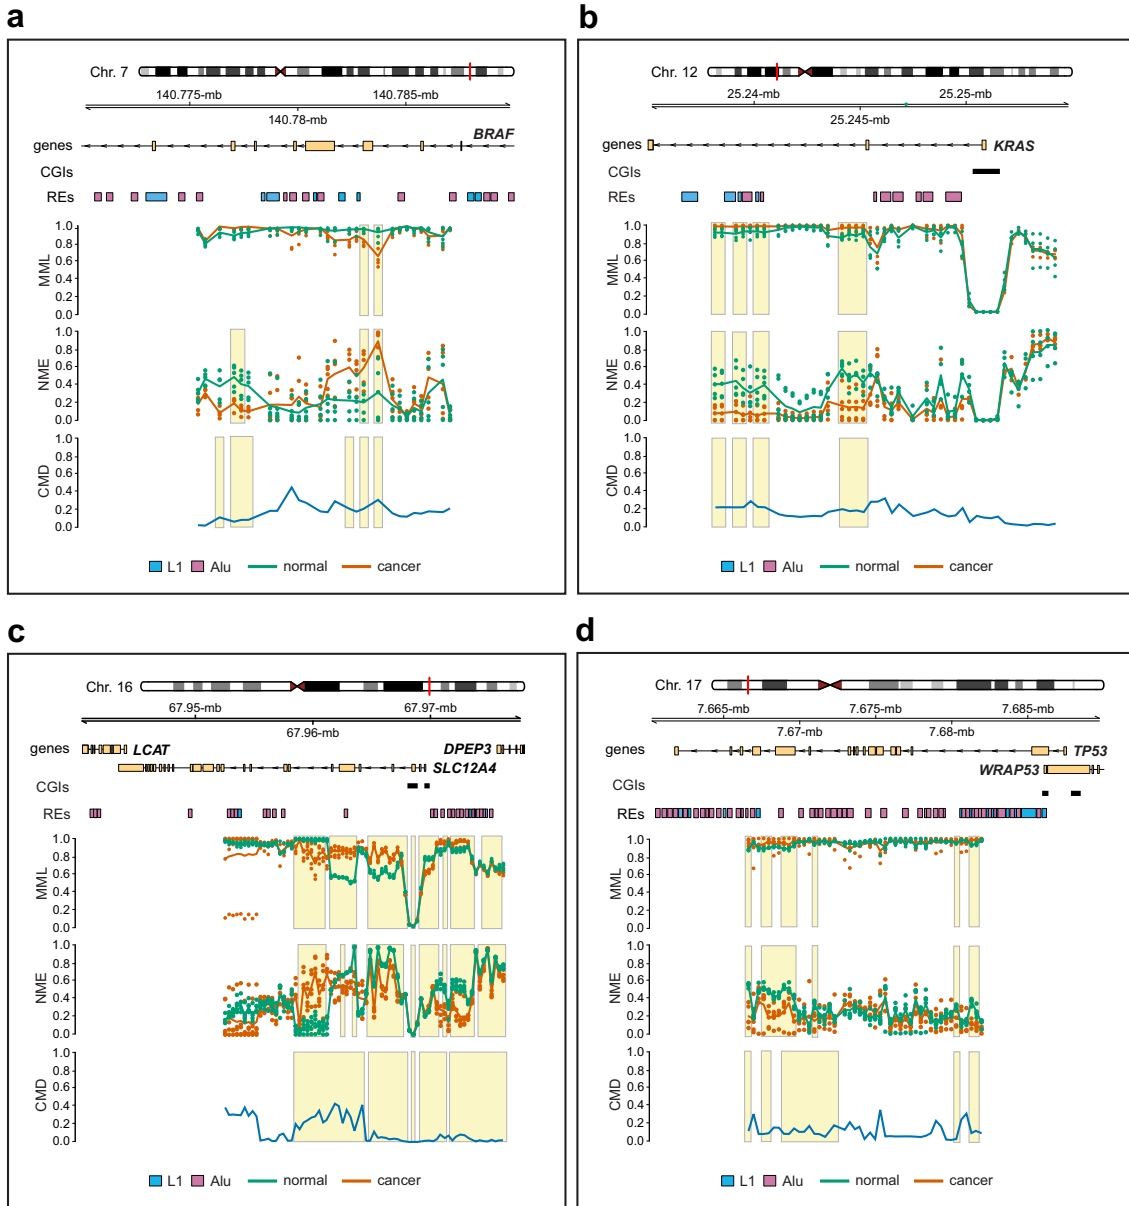 a
Chr. 7
140.775-mb
140.785-mb
140.78-mb
BRAF
genes
CGIs
REs
1.0
0.8
0.6
0.4
0.2
0.0
MML
1.0
0.8
0.6
0.4
0.2
0.0
NME
1.0
0.8
0.6
0.4
0.2
0.0
CMD
L1 Alu normal cancer
b
Chr. 12
25.24-mb
25.25-mb
25.245-mb
genes
KRAS
CGIs
REs
1.0
0.8
0.6
0.4
0.2
0.0
MML
1.0
0.8
0.6
0.4
0.2
0.0
NME
1.0
0.8
0.6
0.4
0.2
0.0
CMD
L1 Alu normal cancer
c
Chr. 16
67.95-mb
67.97-mb
67.96-mb
genes
LCAT
DPEP3
SLC12A4
CGIs
REs
1.0
0.8
0.6
0.4
0.2
0.0
MML
1.0
0.8
0.6
0.4
0.2
0.0
NME
1.0
0.8
0.6
0.4
0.2
0.0
CMD
L1 Alu normal cancer
d
Chr. 17
7.665-mb
7.675-mb
7.685-mb
7.67-mb
7.68-mb
genes
TP53
WRAP53
CGIs
REs
1.0
0.8
0.6
0.4
0.2
0.0
MML
1.0
0.8
0.6
0.4
0.2
0.0
NME
1.0
0.8
0.6
0.4
0.2
0.0
CMD
L1 Alu normal cancer